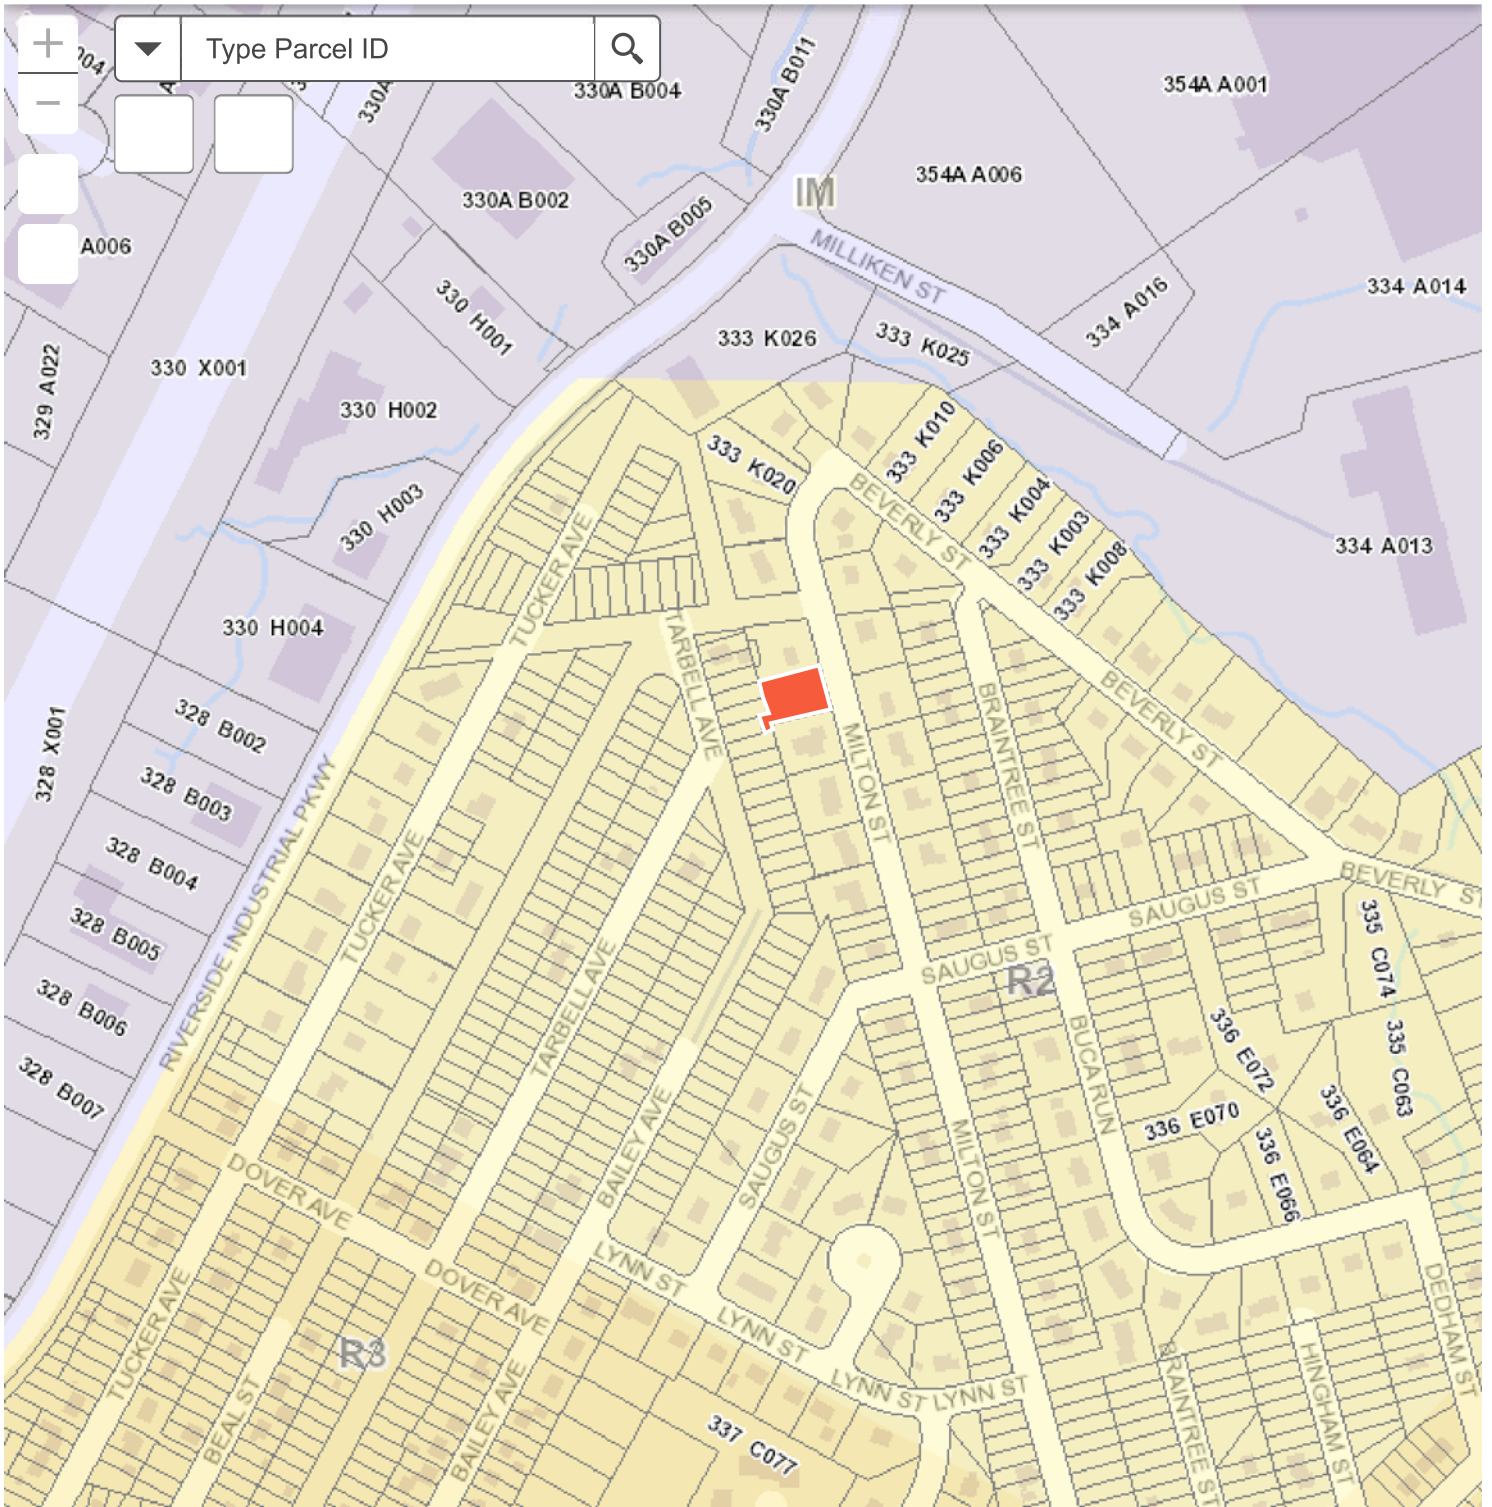 Type Parcel ID
004
330A
330A B004
330A B011
354A A001
354A A006
IM
330A B002
330A B005
A006
MILLIKEN ST
334 A016
334 A014
330 H001
333 K026
333 K025
329 A022
330 X001
330 H002
333 K010
333 K020
333 K006
BEVERLY ST
333 K004
330 H003
333 K003
334 A013
333 K008
TUCKER AVE
330 H004
TARBELL AVE
328 X001
328 B002
BRAINTREE ST
BEVERLY ST
MILTON ST
328 B003
RIVERSIDE INDUSTRIAL PKWY
328 B004
TUCKER AVE
BEVERLY ST
SAUGUS ST
328 B005
335 C074
SAUGUS ST
R2
TARBELL AVE
328 B006
336 E072
BUCA RUN
335 C063
328 B007
336 E070
336 E064
BAILEY AVE
SAUGUS ST
MILTON ST
336 E066
DOVER AVE
LYNN ST
DOVER AVE
DEDHAM ST
TUCKER AVE
R3
LYNN ST
LYNN ST
LYNN ST
BEAL ST
BAILEY AVE
337 C077
BRAINTREE ST
HINGHAM ST